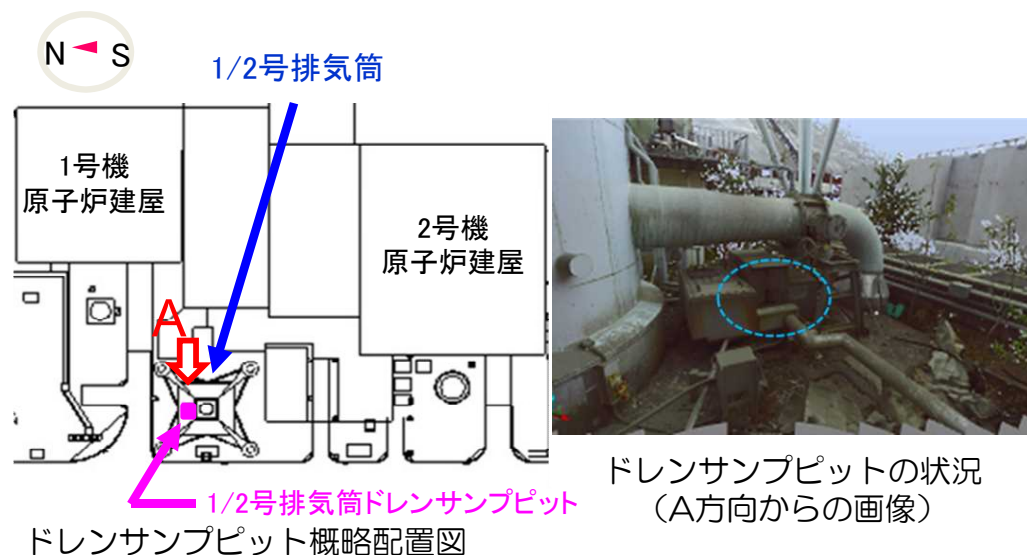 N S
1/2号排気筒
1号機
原子炉建屋
2号機
原子炉建屋
A
1/2号排気筒ドレンサンプピット
ドレンサンプピット概略配置図
ドレンサンプピットの状況
（A方向からの画像）